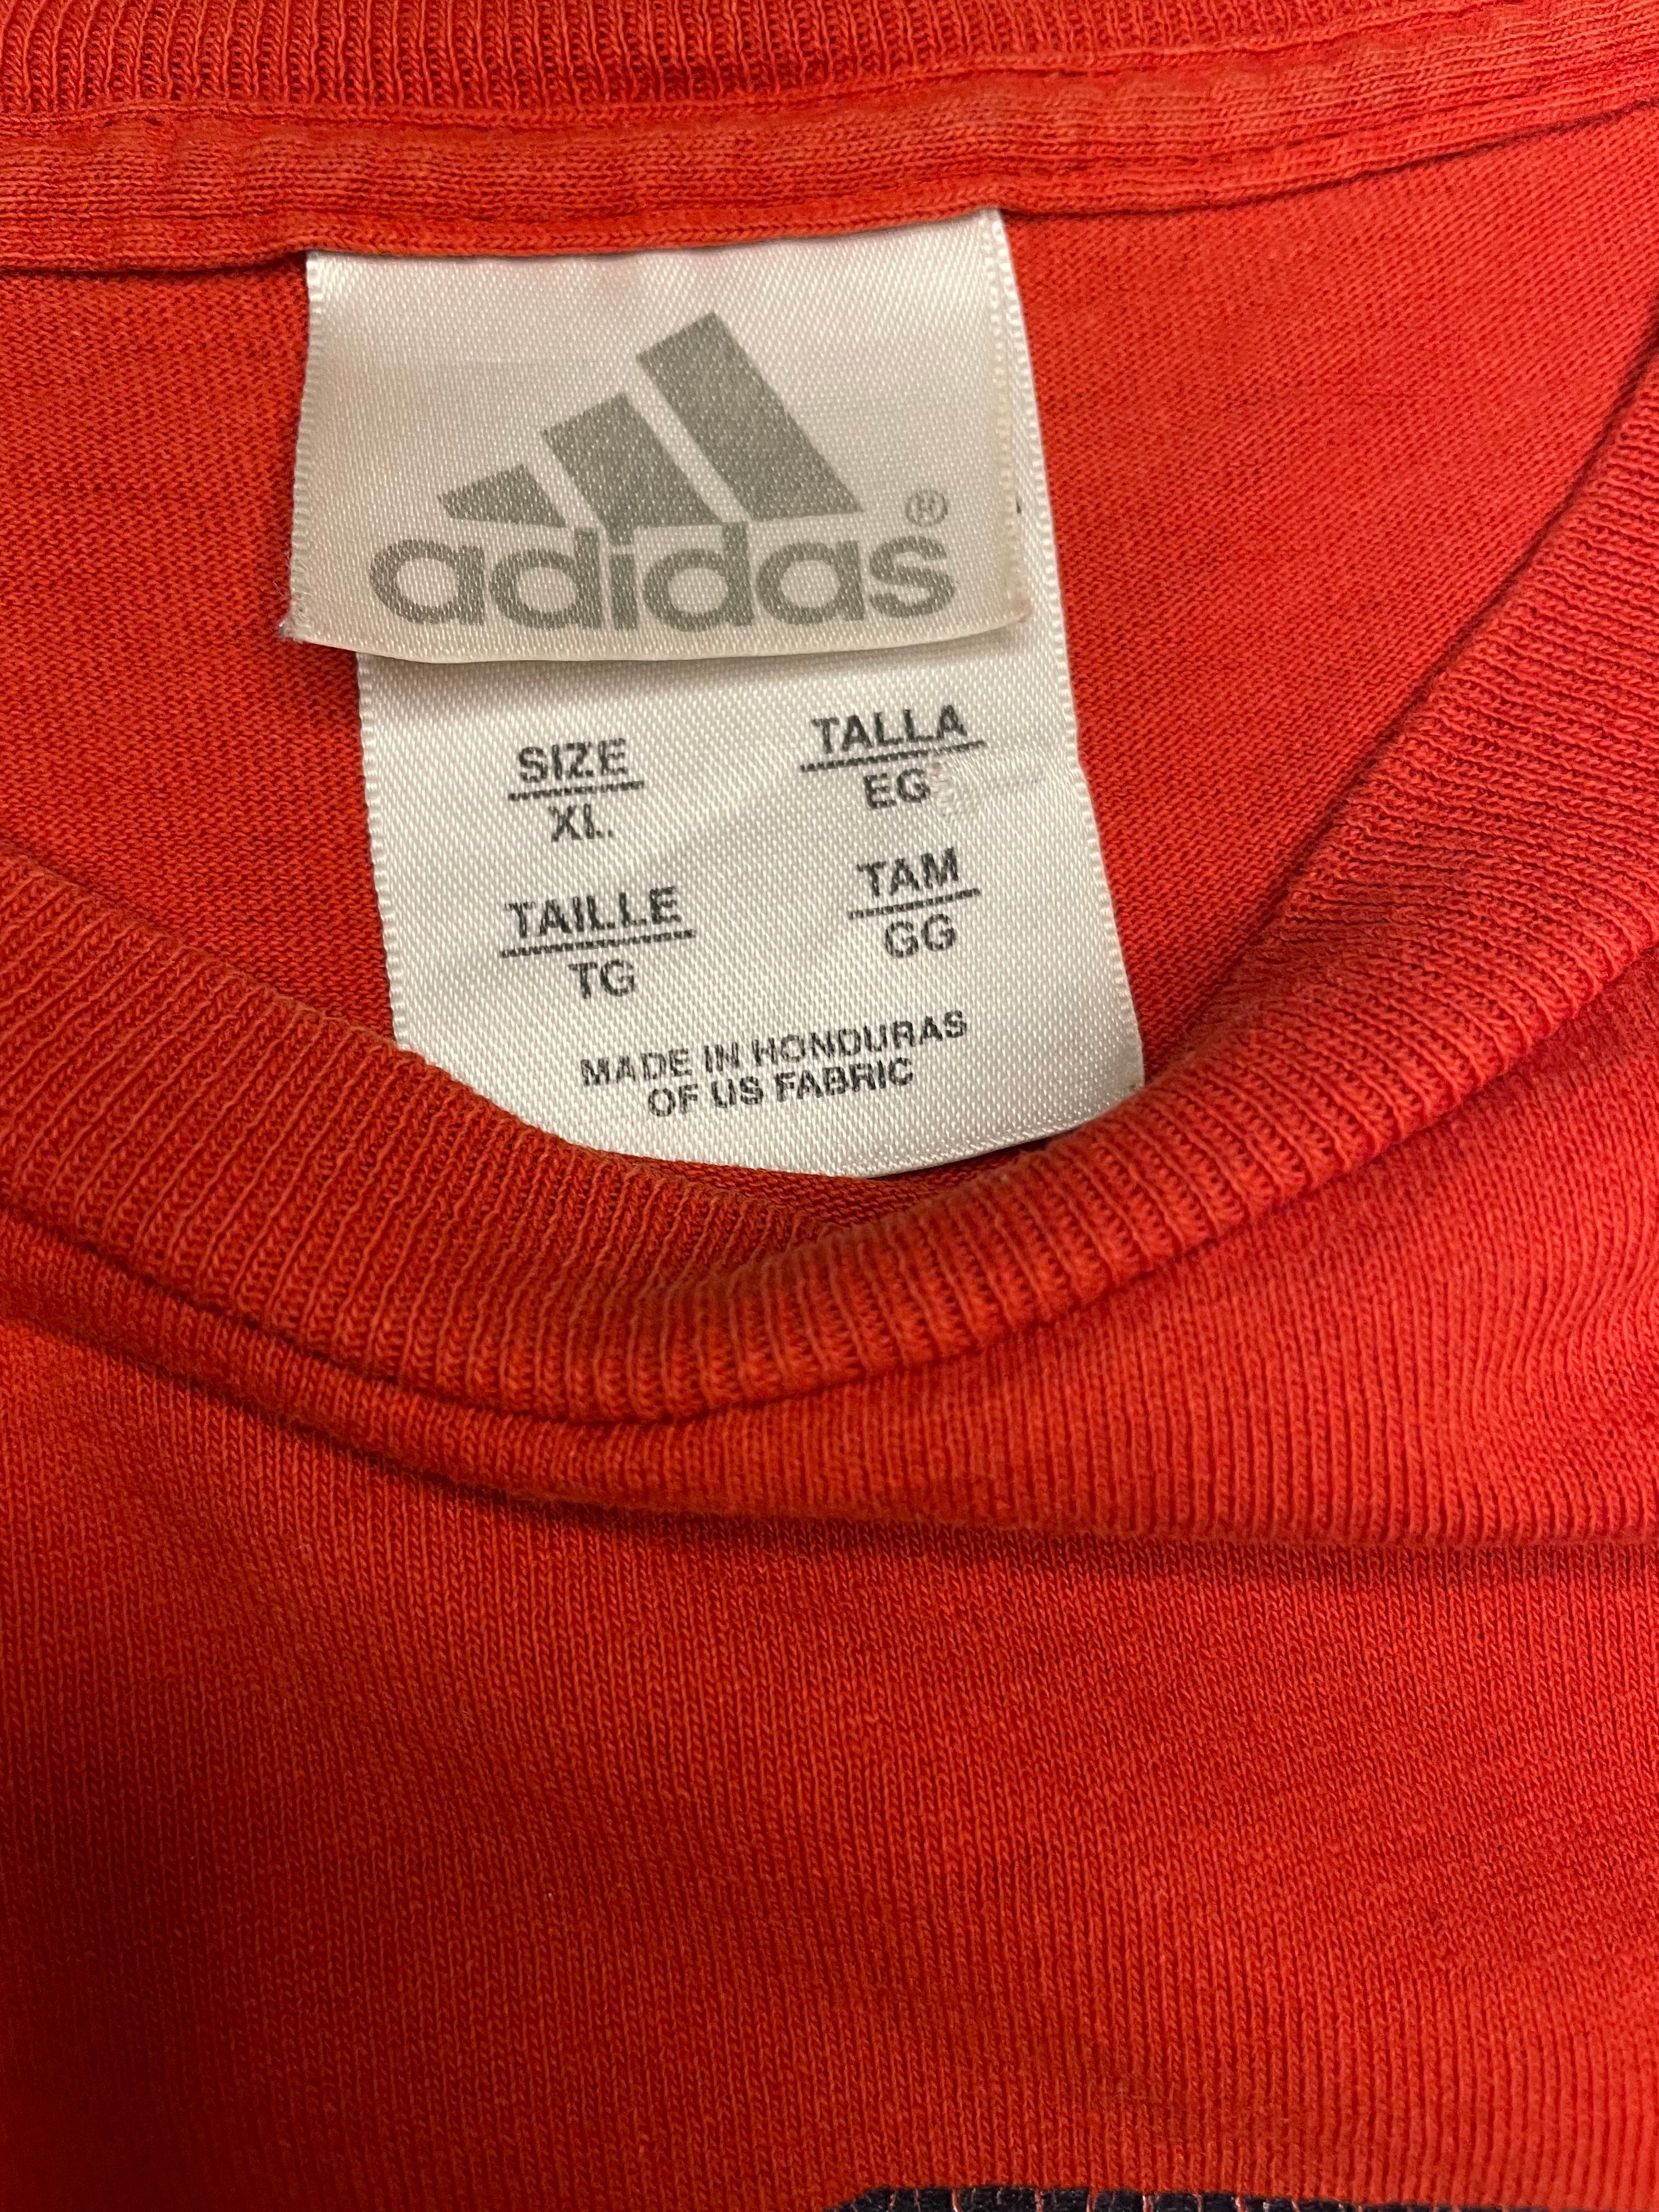 adidas®
SIZE TALLA
XL EG
TAILLE TAM
TG GG
MADE IN HONDURAS
OF US FABRIC